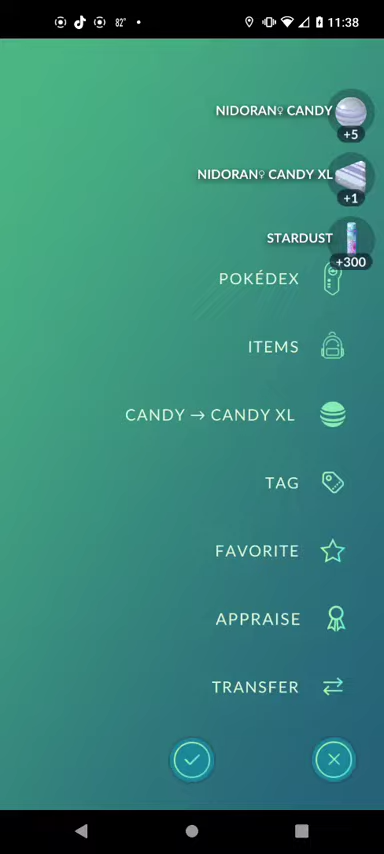 82° 11:38
NIDORAN♀ CANDY
+5
NIDORAN♀ CANDY XL
+1
STARDUST
+300
POKÉDEX
ITEMS
CANDY → CANDY XL
TAG
FAVORITE
APPRAISE
TRANSFER